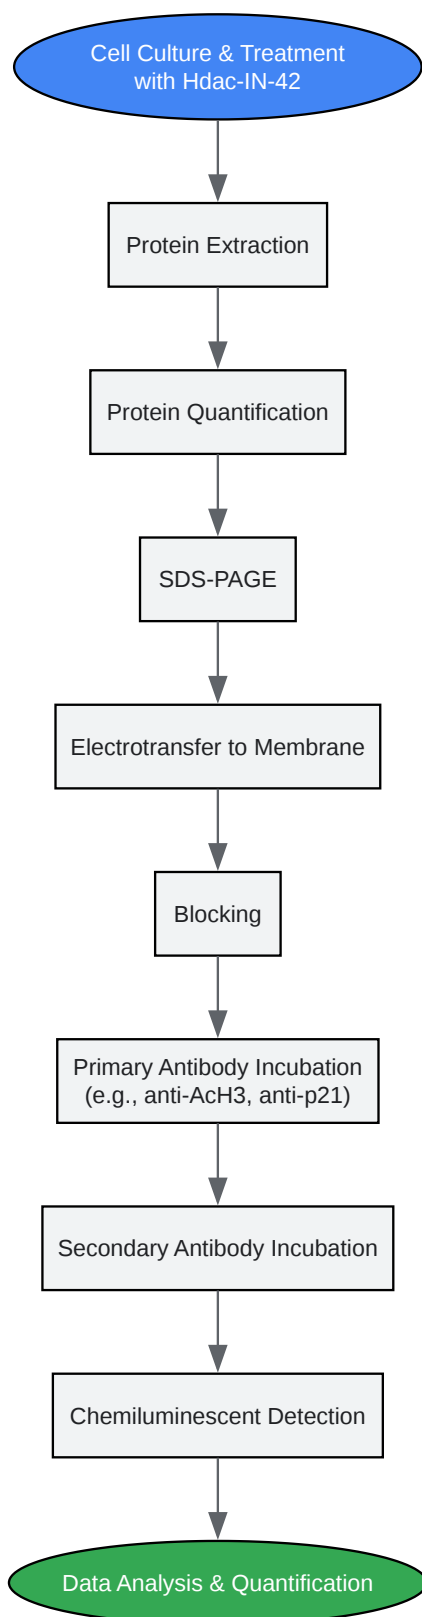 Cell Culture & Treatment
with Hdac-IN-42
Protein Extraction
Protein Quantification
SDS-PAGE
Electrotransfer to Membrane
Blocking
Primary Antibody Incubation
(e.g., anti-AcH3, anti-p21)
Secondary Antibody Incubation
Chemiluminescent Detection
Data Analysis & Quantification